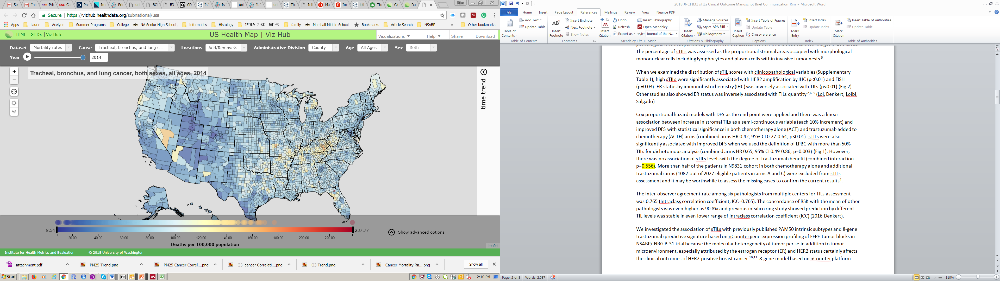 Sec
Inb
Prin
Cal
Pre
Im
Prin
unt
BC
B3
CD
Is
Is
unt
Is
unt
The
Init
Ma
Im
loib
The
Glo
Dat
Rim
Secure https://vizhub.healthdata.org/subnational/usa
Apps Laurie Acelynn Summer Programs College NA Senior High School informatics Histology IE에서 가져온 북마크 family Marshall Middle School Bookmarks Article Search NSABP » Other bookmarks
IHME | GHDx | Viz Hub
US Health Map | Viz Hub
Visualizations ▼ Help ▼ Share Download
Dataset Mortality rates Cause Tracheal, bronchus, and lung c... Locations Add/Remove× Administrative Division County Age All Ages Sex Both
Year 2014
+
−
Tracheal, bronchus, and lung cancer, both sexes, all ages, 2014
time trend
8.54
237.77
20.00 40.00 60.00 80.00 100.00 120.00 140.00 160.00 180.00 200.00 220.00
Deaths per 100,000 population
Show advanced options
Leaflet
Institute for Health Metrics and Evaluation © 2018 University of Washington
attachment.pdf PM25 Trend.png PM25 Cancer Correl....png O3_cancer Correlati....png O3 Trend.png Cancer Mortality Ra....png Show all
Start
2:10 PM
2018 JNCI B31 sTILs Clinical Outcome Manuscript Brief Communication_Rim - Microsoft Word
File Home Insert Page Layout References Mailings Review View Nuance PDF
Table of Contents
Add Text
Update Table
Table of Contents
AB¹
Insert Footnote
Insert Endnote
Next Footnote
Show Notes
Footnotes
Insert Citation
Undo
Refresh
Export as
Insert Bibliography
Open Mendeley
Style: Journal of the N...
Mendeley Cite-O-Matic
Insert Citation
Manage Sources
Style: APA Fifth
Bibliography
Citations & Bibliography
Insert Caption
Insert Table of Figures
Update Table
Cross-reference
Captions
Mark Entry
Insert Index
Update Index
Index
Mark Citation
Insert Table of Authorities
Update Table
Table of Authorities
The percentage of sTILs was assessed as the proportional stromal areas occupied with morphological
mononuclear cells including lymphocytes and plasma cells within invasive tumor nests 5.
When we examined the distribution of sTIL scores with clinicopathological variables (Supplementary
Table 1), high sTILs were significantly associated with HER2 amplification by IHC (p<0.01) and FISH
(p=0.03). ER status by immunohistochemistry (IHC) was inversely associated with TILs (p<0.01) (Fig 2).
Other studies also showed ER status was inversely associated with TILs quantity 2,6–9 (Loi, Denkert, Loibl,
Salgado)
Cox proportional hazard models with DFS as the end point were applied and there was a linear
association between increase in stromal TILs as a semi-continuous variable (each 10% increment) and
improved DFS with statistical significance in both chemotherapy alone (ACT) and trastuzumab added to
chemotherapy (ACTH) arms (combined arms HR 0.42, 95% CI 0.27-0.64, p<0.01). sTILs were also
significantly associated with improved DFS when we used the definition of LPBC with more than 50%
TILs for dichotomous analysis (combined arms HR 0.65, 95% CI 0.49-0.86, p=0.003) (Fig 1). However,
there was no association of sTILs levels with the degree of trastuzumab benefit (combined interaction
p=0.556). More than half of the patients in N9831 cohort in both chemotherapy alone and additional
trastuzumab arms (1082 out of 2027 eligible patients in arms A and C) were excluded from sTILs
assessment and it may be worthwhile to assess the missing cases to confirm the current results4.
The inter-observer agreement rate among six pathologists from multiple centers for TILs assessment
was 0.765 (Intraclass correlation coefficient, ICC=0.765). The concordance of RSK with the mean of other
pathologists was even higher as 90.8% and previous in-silico ring study showed prediction by different
TIL levels was stable in even lower range of intraclass correlation coefficient (ICC) (2016 Denkert).
We investigated the association of sTILs with previously published PAM50 intrinsic subtypes and 8-gene
trastuzumab predictive signature based on nCounter gene expression profiling of FFPE tumor blocks in
NSABP/ NRG B-31 trial because the molecular heterogeneity of tumor per se in addition to tumor
microenvironment, especially attributed by the estrogen receptor (ER) and HER2 status certainly affects
the clinical outcomes of HER2-positive breast cancer 10,11. 8-gene model based on nCounter platform
Page: 2 of 8 Words: 2,587
110%